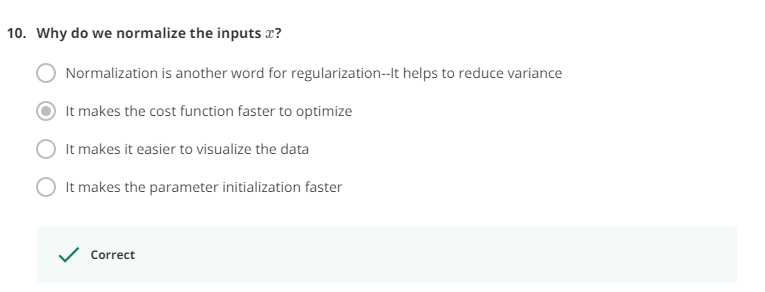 10. Why do we normalize the inputs x?
Normalization is another word for regularization--It helps to reduce variance
It makes the cost function faster to optimize
It makes it easier to visualize the data
It makes the parameter initialization faster
Correct